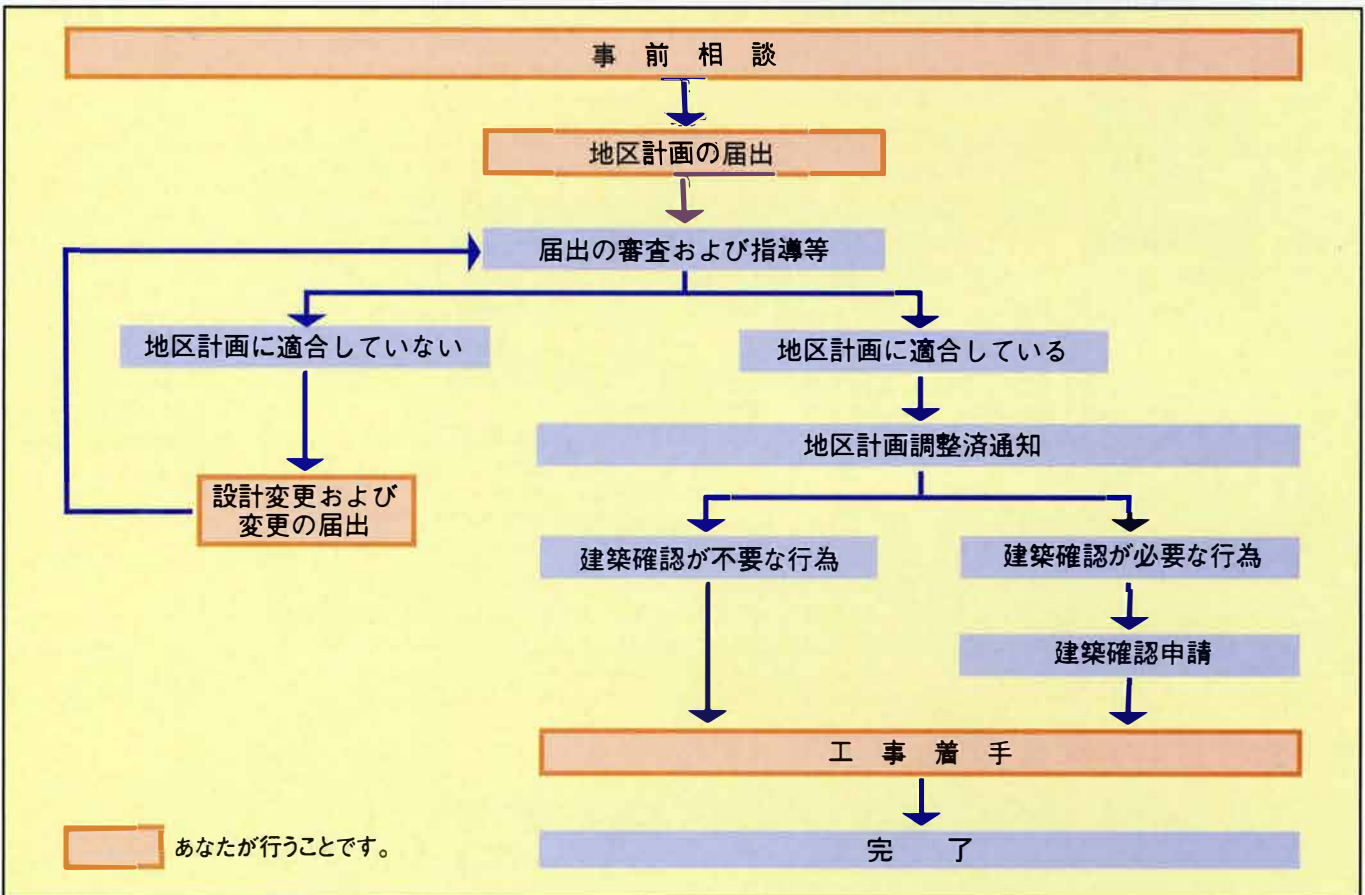 事前相談
地区計画の届出
届出の審査および指導等
地区計画に適合していない
地区計画に適合している
地区計画調整済通知
設計変更および
変更の届出
建築確認が不要な行為
建築確認が必要な行為
建築確認申請
工事着手
完了
あなたが行うことです。